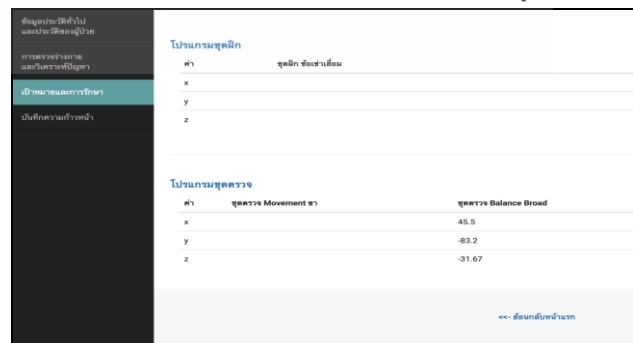 ข้อมูลประวัติทั่วไป
และประวัติของผู้ป่วย
การตรวจร่างกาย
และวิเคราะห์ปัญหา
เป้าหมายและการรักษา
บันทึกความก้าวหน้า
โปรแกรมชุดฝึก
ค่า ชุดฝึก ข้อเข่าเสื่อม
x
y
z
โปรแกรมชุดตรวจ
ค่า ชุดตรวจ Movement ขา ชุดตรวจ Balance Broad
x 45.5
y -83.2
z -31.67
<<- ย้อนกลับหน้าแรก